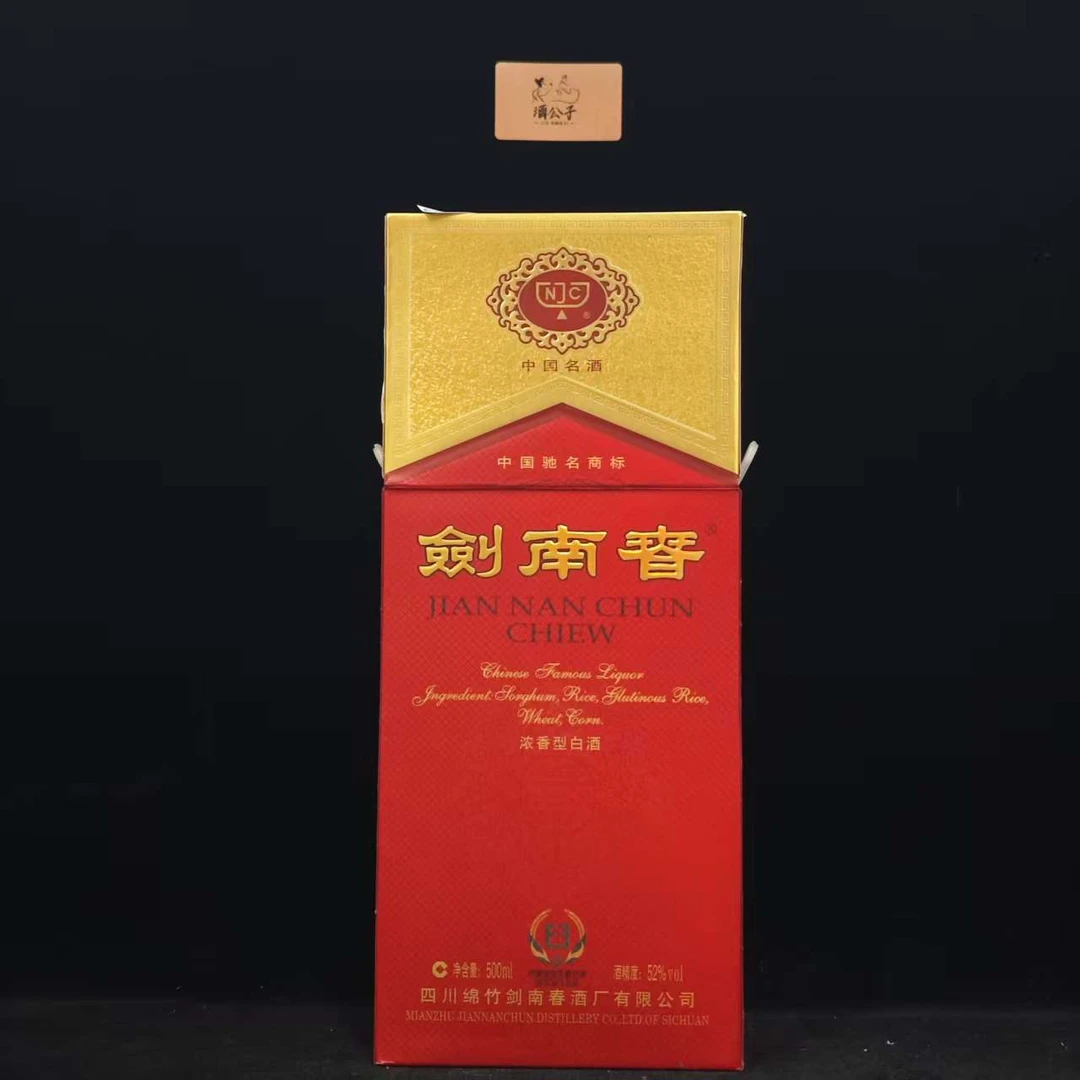 酒公子
NJC
®
中国名酒
中国驰名商标
劍南春®
JIAN NAN CHUN
CHIEW
Chinese Famous Liquor
Ingredient: Sorghum, Rice, Glutinous Rice,
Wheat, Corn.
浓香型白酒
C 净含量: 500ml 酒精度: 52%vol
四川绵竹剑南春酒厂有限公司
MIANZHU JIANNANCHUN DISTILLERY CO.,LTD.OF SICHUAN